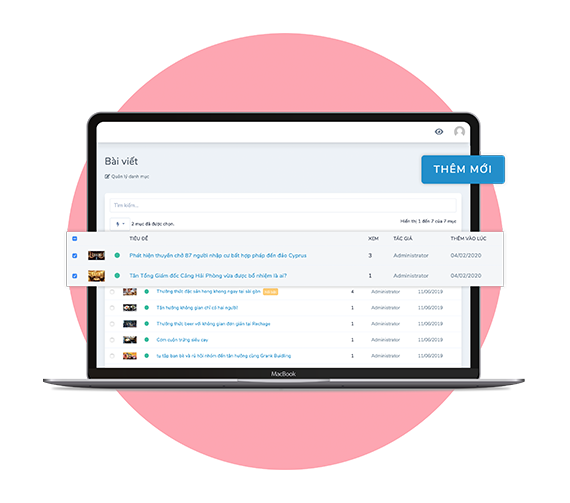 Bài viết
THÊM MỚI
Quản lý danh mục
Tìm kiếm...
5 2 mục đã được chọn. Hiển thị 1 đến 7 của 7 mục
TIÊU ĐỀ XEM TÁC GIẢ THÊM VÀO LÚC
Phát hiện thuyền chở 87 người nhập cư bất hợp pháp đến đảo Cyprus 3 Administrator 04/02/2020
Tân Tổng Giám đốc Cảng Hải Phòng vừa được bổ nhiệm là ai? 1 Administrator 04/02/2020
Thưởng thức đặc sản hàng không ngay tại sài gòn 4 Administrator 11/06/2019
Tận hưởng không gian chỉ có hai người! 1 Administrator 11/06/2019
Thưởng thức beer với không gian đơn giản tại Package 1 Administrator 11/06/2019
Cơm cuộn trứng siêu cay 1 Administrator 11/06/2019
tụ tập bạn bè và rủ hội nhóm đến tận hưởng cùng Grank Buidling 1 Administrator 11/06/2019
MacBook